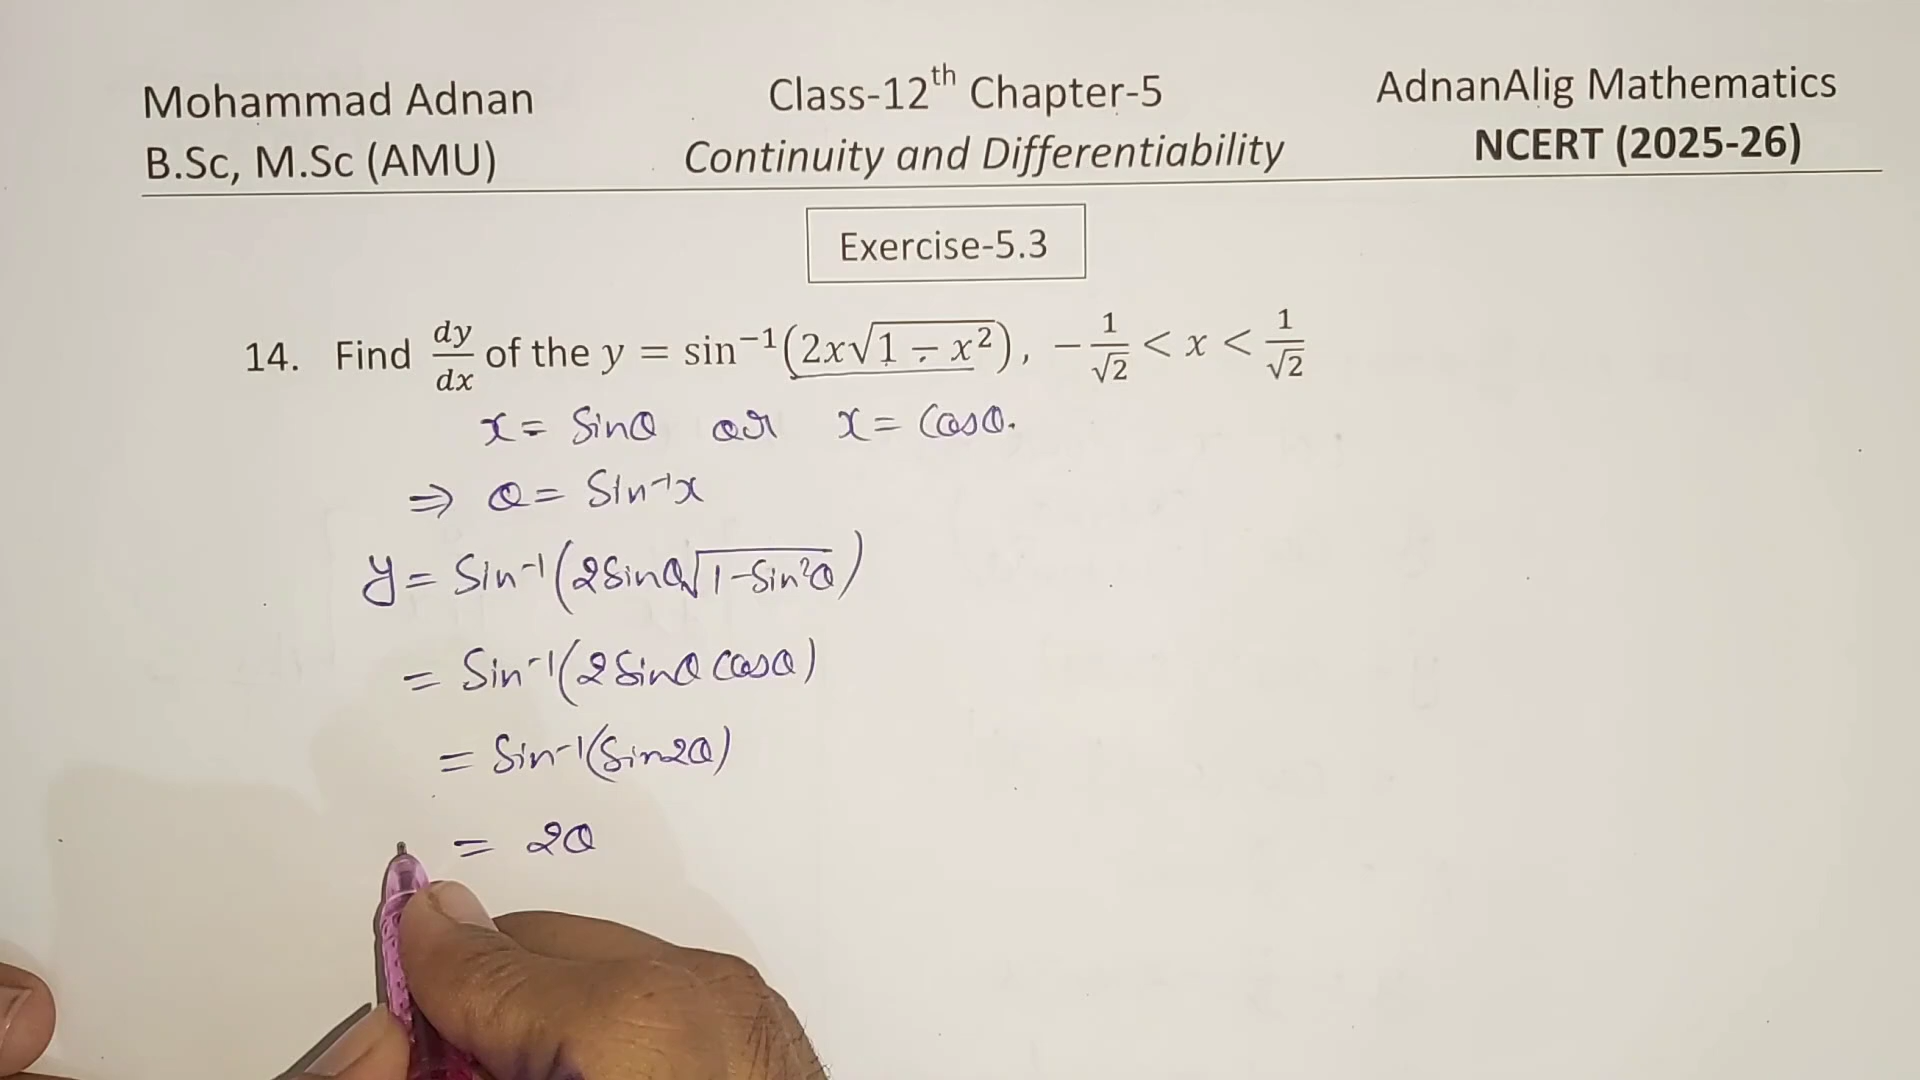 Mohammad Adnan
B.Sc, M.Sc (AMU)
Class-12th Chapter-5
Continuity and Differentiability
AdnanAlig Mathematics
NCERT (2025-26)
Exercise-5.3
14. Find dy/dx of the y = sin⁻¹(2x√(1 − x²)), −1/√2 < x < 1/√2
x = Sinθ or x = Cosθ.
⇒ θ = Sin⁻¹x
y = Sin⁻¹(2Sinθ√(1−Sin²θ))
= Sin⁻¹(2Sinθ Cosθ)
= Sin⁻¹(Sin2θ)
= 2θ